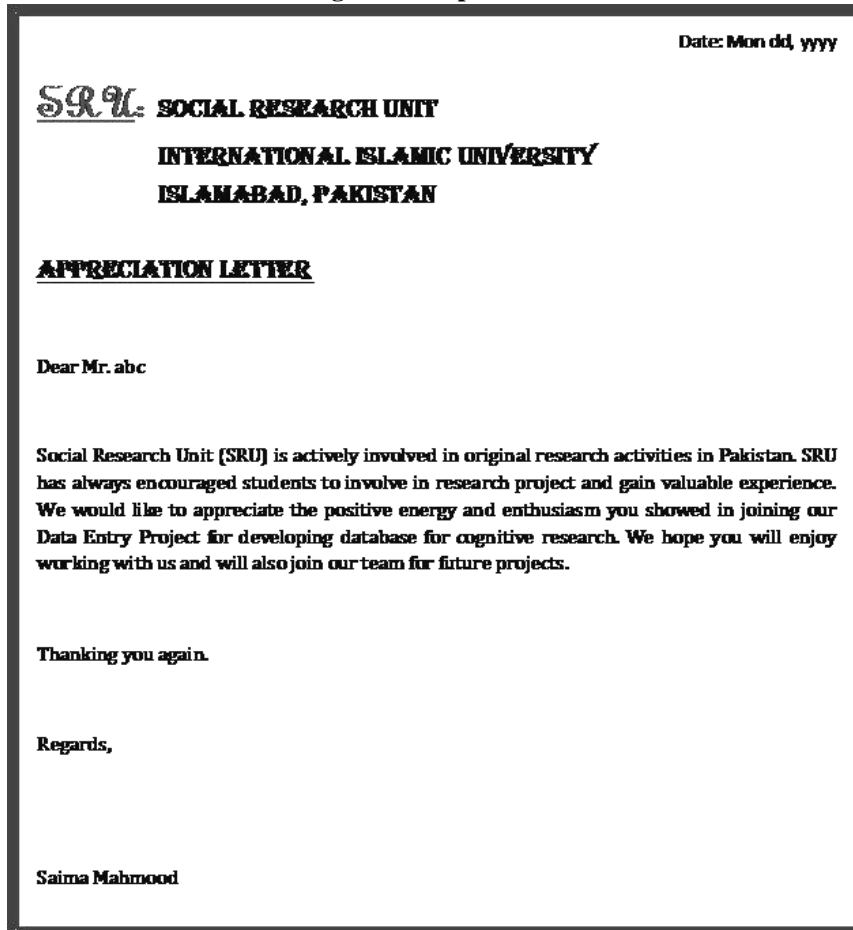 Date: Mon dd, yyyy
SRU: SOCIAL RESEARCH UNIT
INTERNATIONAL ISLAMIC UNIVERSITY
ISLAMABAD, PAKISTAN
APPRECIATION LETTER
Dear Mr. abc
Social Research Unit (SRU) is actively involved in original research activities in Pakistan. SRU
has always encouraged students to involve in research project and gain valuable experience.
We would like to appreciate the positive energy and enthusiasm you showed in joining our
Data Entry Project for developing database for cognitive research. We hope you will enjoy
working with us and will also join our team for future projects.
Thanking you again.
Regards,
Saima Mahmood